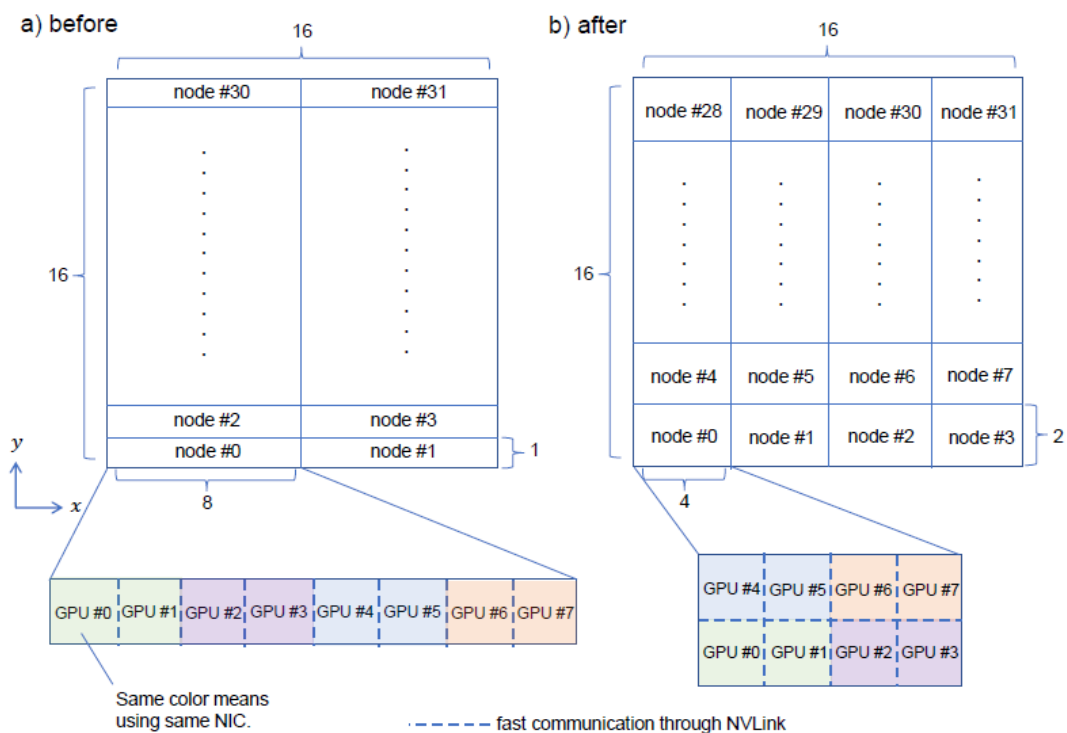 a) before
16
node #30 node #31
16
node #2 node #3
node #0 node #1
1
y
x
8
GPU #0 GPU #1 GPU #2 GPU #3 GPU #4 GPU #5 GPU #6 GPU #7
Same color means
using same NIC.
b) after
16
node #28 node #29 node #30 node #31
16
node #4 node #5 node #6 node #7
node #0 node #1 node #2 node #3
2
4
GPU #4 GPU #5 GPU #6 GPU #7
GPU #0 GPU #1 GPU #2 GPU #3
fast communication through NVLink